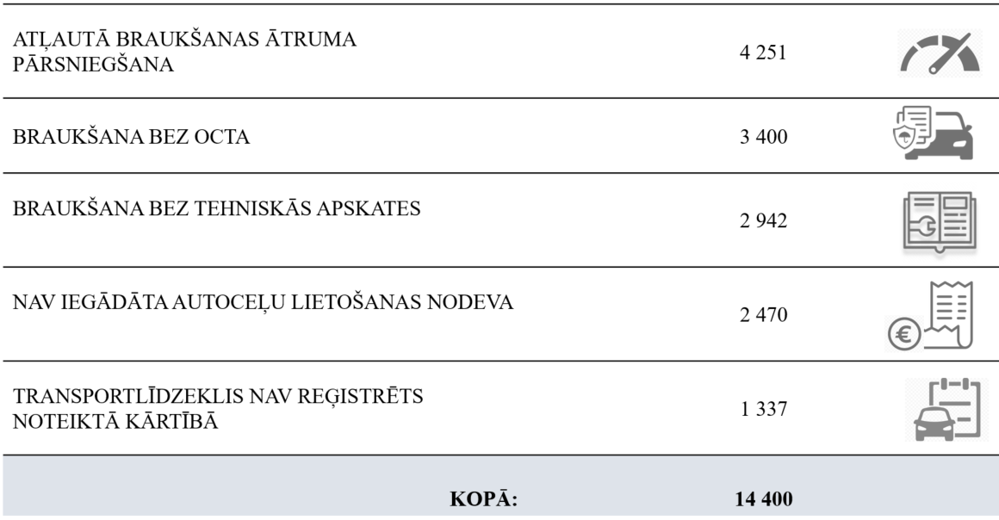 ATĻAUTĀ BRAUKŠANAS ĀTRUMA
PĀRSNIEGŠANA
4 251
BRAUKŠANA BEZ OCTA
3 400
BRAUKŠANA BEZ TEHNISKĀS APSKATES
2 942
NAV IEGĀDĀTA AUTOCEĻU LIETOŠANAS NODEVA
2 470
€
TRANSPORTLĪDZEKLIS NAV REĢISTRĒTS
NOTEIKTĀ KĀRTĪBĀ
1 337
KOPĀ:
14 400